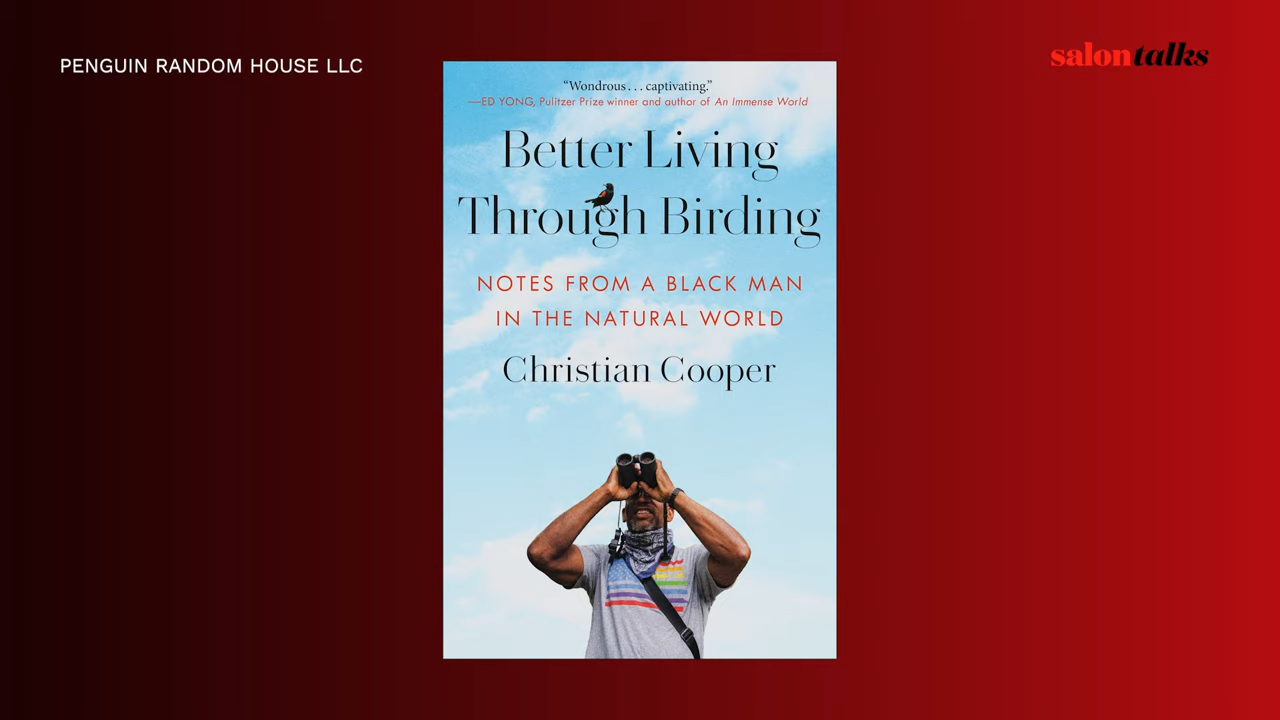 PENGUIN RANDOM HOUSE LLC
salontalks
“Wondrous . . . captivating.”
—ED YONG, Pulitzer Prize winner and author of An Immense World
Better Living
Through Birding
NOTES FROM A BLACK MAN
IN THE NATURAL WORLD
Christian Cooper